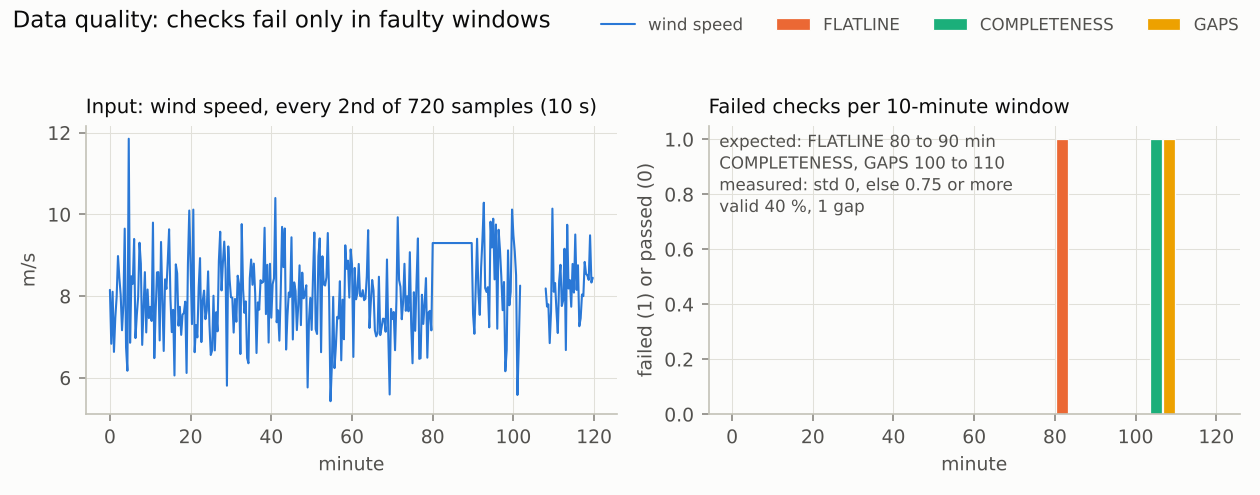 Data quality: checks fail only in faulty windows
wind speed
FLATLINE
COMPLETENESS
GAPS
Input: wind speed, every 2nd of 720 samples (10 s)
12
10
8
6
m/s
0 20 40 60 80 100 120
minute
Failed checks per 10-minute window
expected: FLATLINE 80 to 90 min
COMPLETENESS, GAPS 100 to 110
measured: std 0, else 0.75 or more
valid 40 %, 1 gap
1.0
0.8
0.6
0.4
0.2
0.0
failed (1) or passed (0)
0 20 40 60 80 100 120
minute